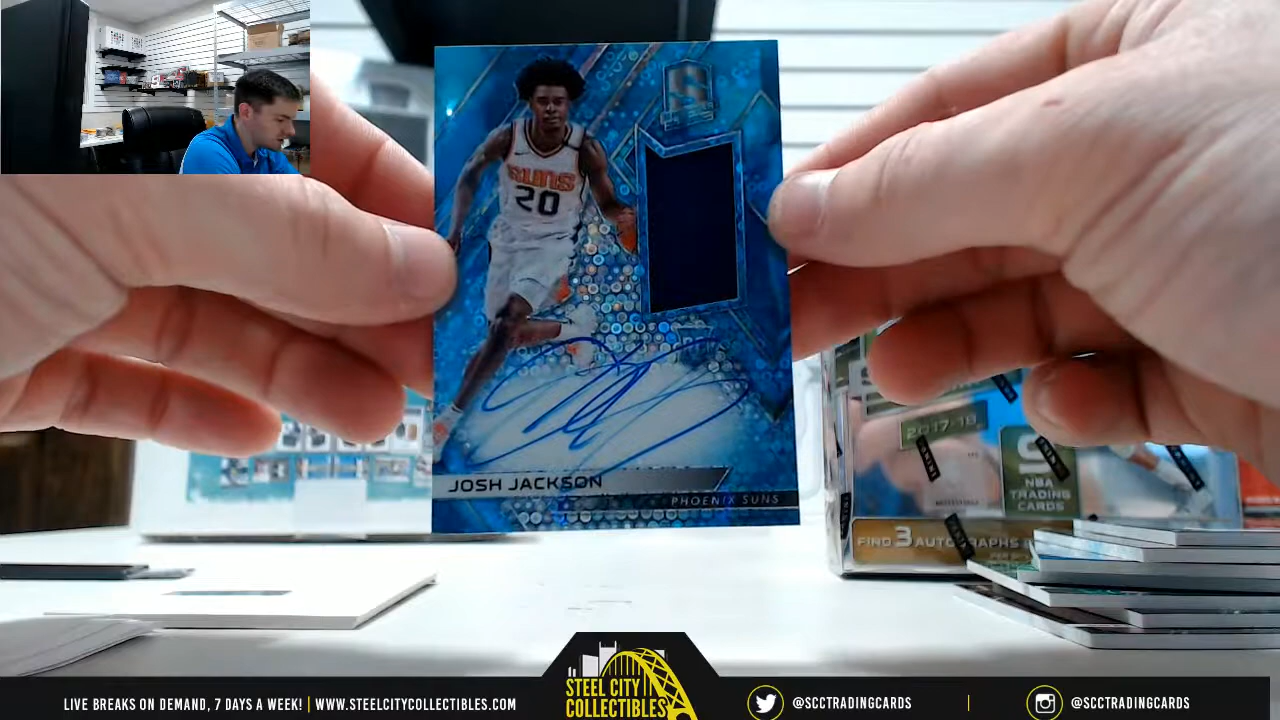 SUNS
20
JOSH JACKSON
PHOENIX SUNS
2017-18
NBA
TRADING
CARDS
FIND 3 AUTOGRAPHS
LIVE BREAKS ON DEMAND, 7 DAYS A WEEK! | WWW.STEELCITYCOLLECTIBLES.COM
STEEL CITY
COLLECTIBLES
@SCCTRADINGCARDS
@SCCTRADINGCARDS